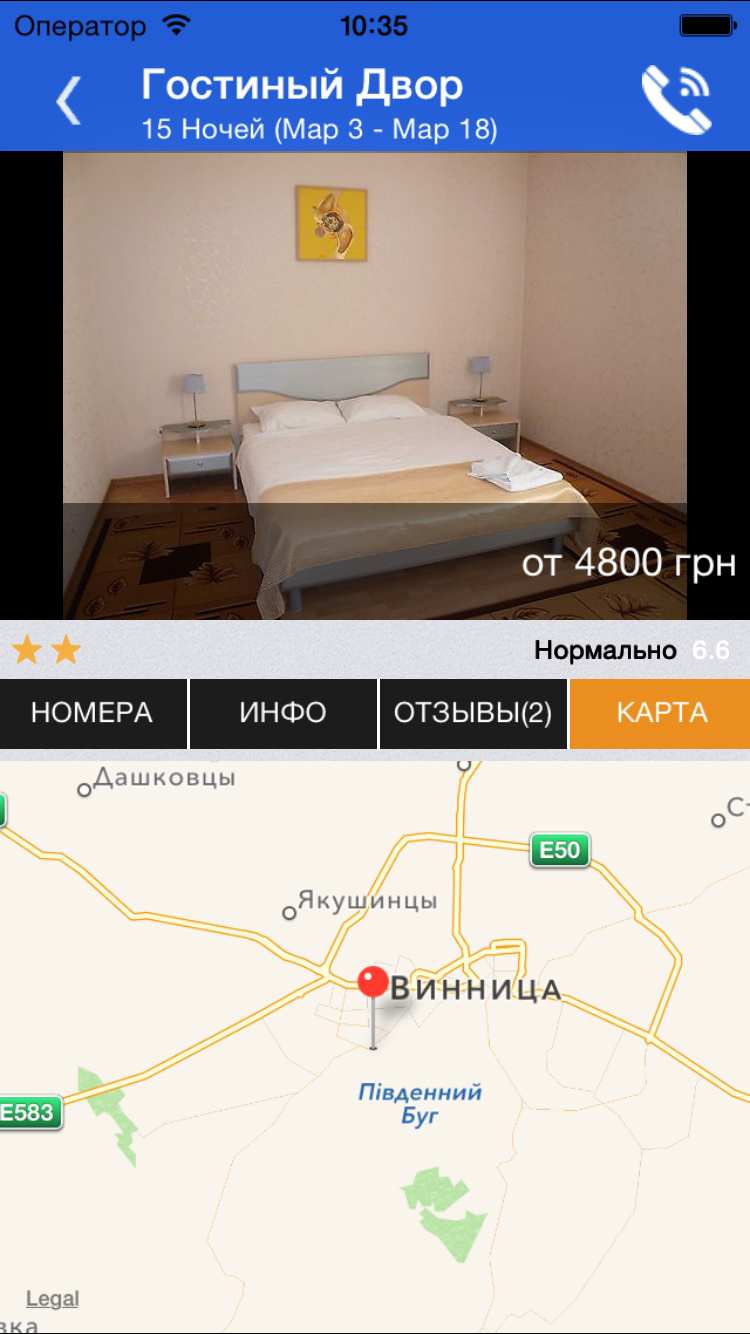 Оператор 10:35
Гостиный Двор
15 Ночей (Мар 3 - Мар 18)
от 4800 грн
Нормально 6.6
НОМЕРА ИНФО ОТЗЫВЫ(2) КАРТА
Дашковцы
E50
Якушинцы
Винница
Південний
Буг
E583
Legal